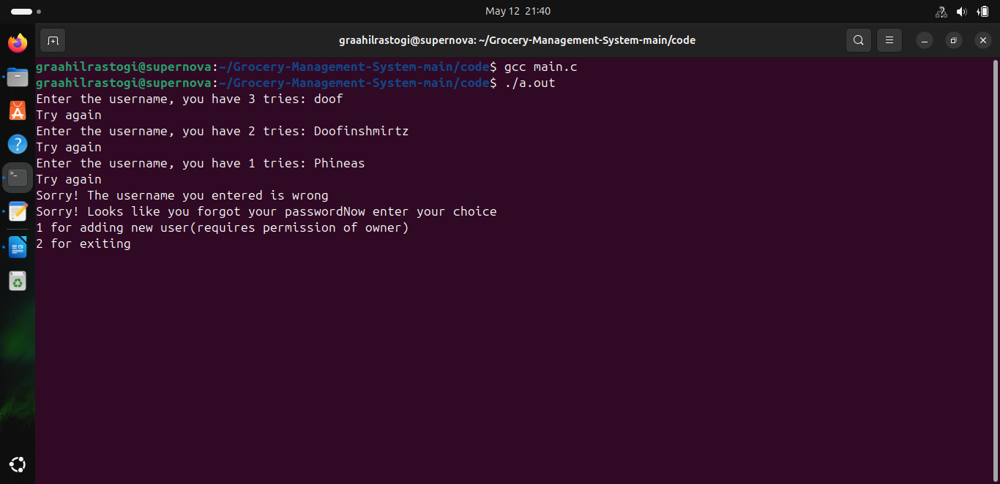 May 12 21:40
graahilrastogi@supernova: ~/Grocery-Management-System-main/code
graahilrastogi@supernova:~/Grocery-Management-System-main/code$ gcc main.c
graahilrastogi@supernova:~/Grocery-Management-System-main/code$ ./a.out
Enter the username, you have 3 tries: doof
Try again
Enter the username, you have 2 tries: Doofinshmirtz
Try again
Enter the username, you have 1 tries: Phineas
Try again
Sorry! The username you entered is wrong
Sorry! Looks like you forgot your passwordNow enter your choice
1 for adding new user(requires permission of owner)
2 for exiting